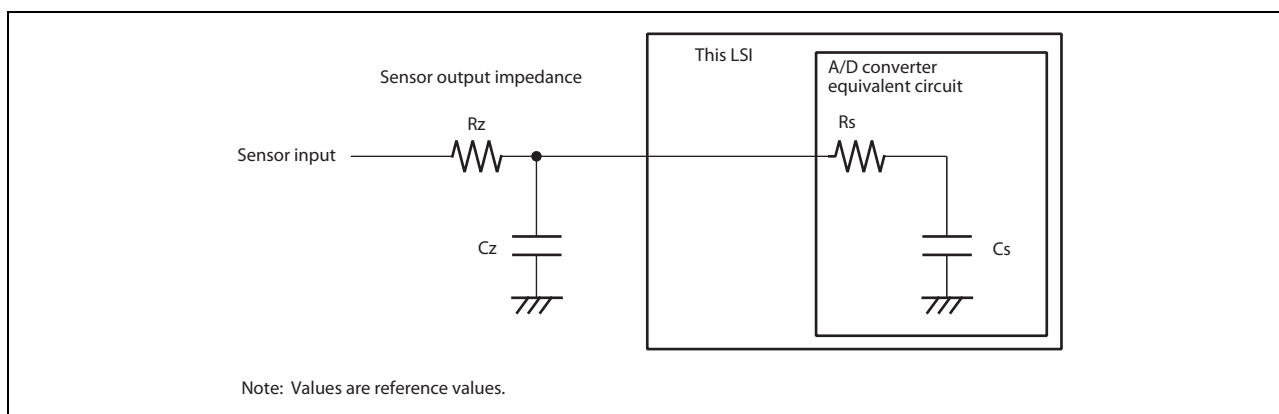 This LSI
A/D converter
equivalent circuit
Sensor output impedance
Rz
Rs
Sensor input
Cz
Cs
Note: Values are reference values.